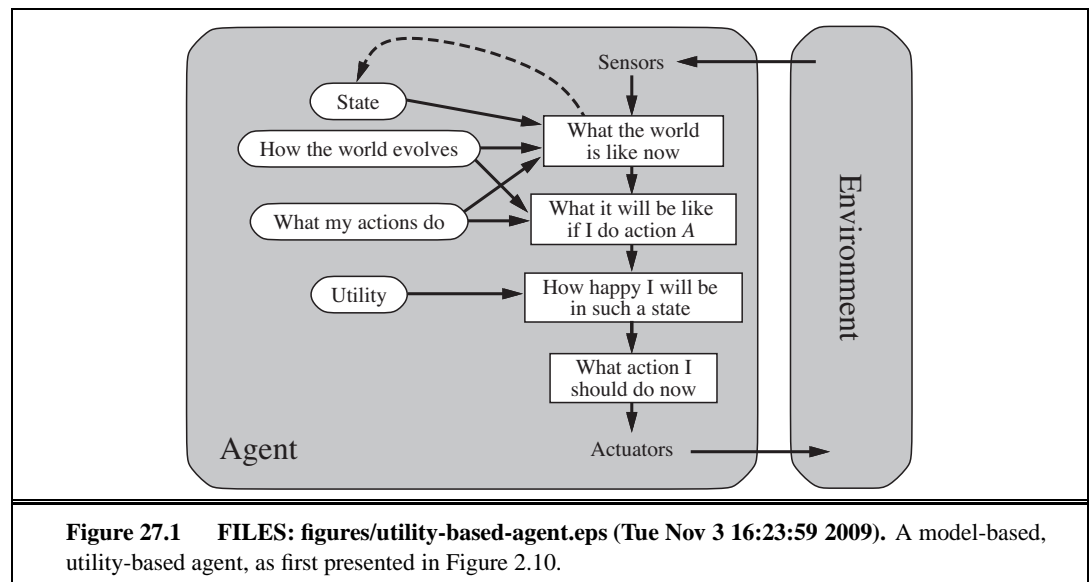 Sensors
State
What the world
is like now
How the world evolves
What it will be like
if I do action A
What my actions do
How happy I will be
in such a state
Utility
What action I
should do now
Agent
Actuators
Environment
Figure 27.1 FILES: figures/utility-based-agent.eps (Tue Nov 3 16:23:59 2009). A model-based,
utility-based agent, as first presented in Figure 2.10.